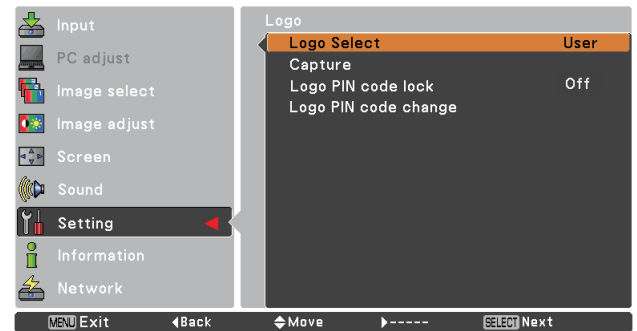 Input
PC adjust
Image select
Image adjust
Screen
Sound
Setting
Information
Network
Logo
Logo Select User
Capture
Logo PIN code lock Off
Logo PIN code change
MENU Exit Back Move ----- SELECT Next